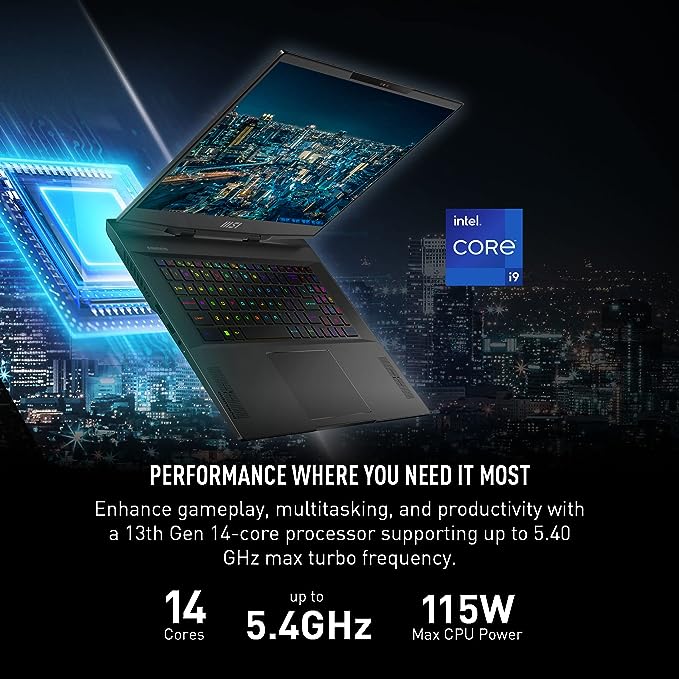 msi
intel.
CORE
i9
PERFORMANCE WHERE YOU NEED IT MOST
Enhance gameplay, multitasking, and productivity with
a 13th Gen 14-core processor supporting up to 5.40
GHz max turbo frequency.
14
Cores
up to
5.4GHz
115W
Max CPU Power